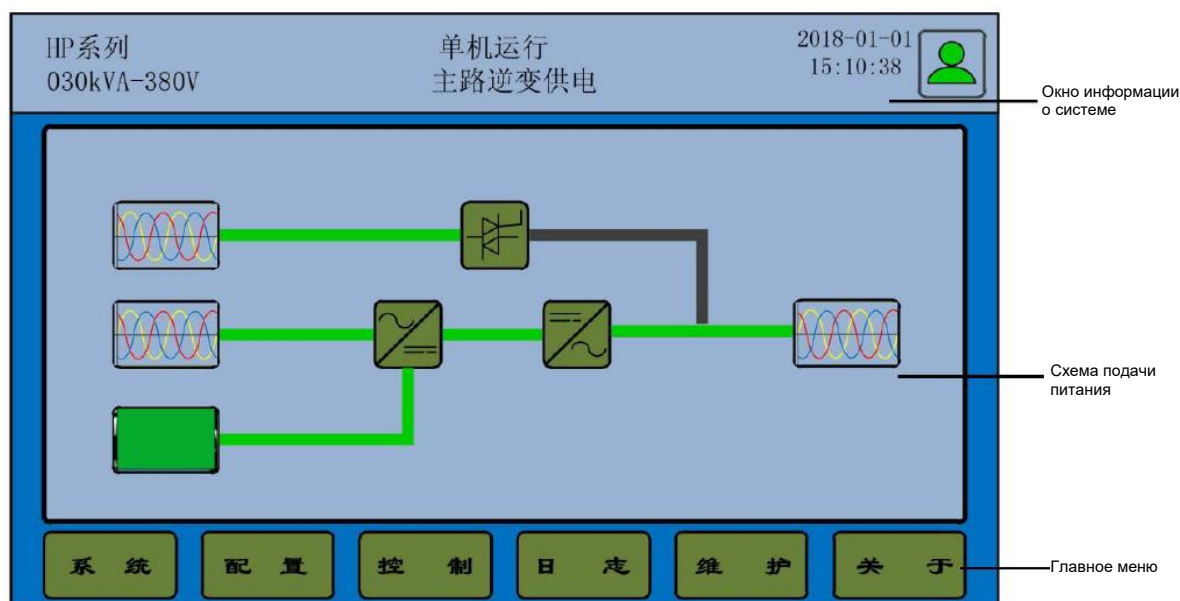 HP系列
030kVA-380V
单机运行
主路逆变供电
2018-01-01
15:10:38
Окно информации
о системе
Схема подачи
питания
系统
配置
控制
日志
维护
关于
Главное меню